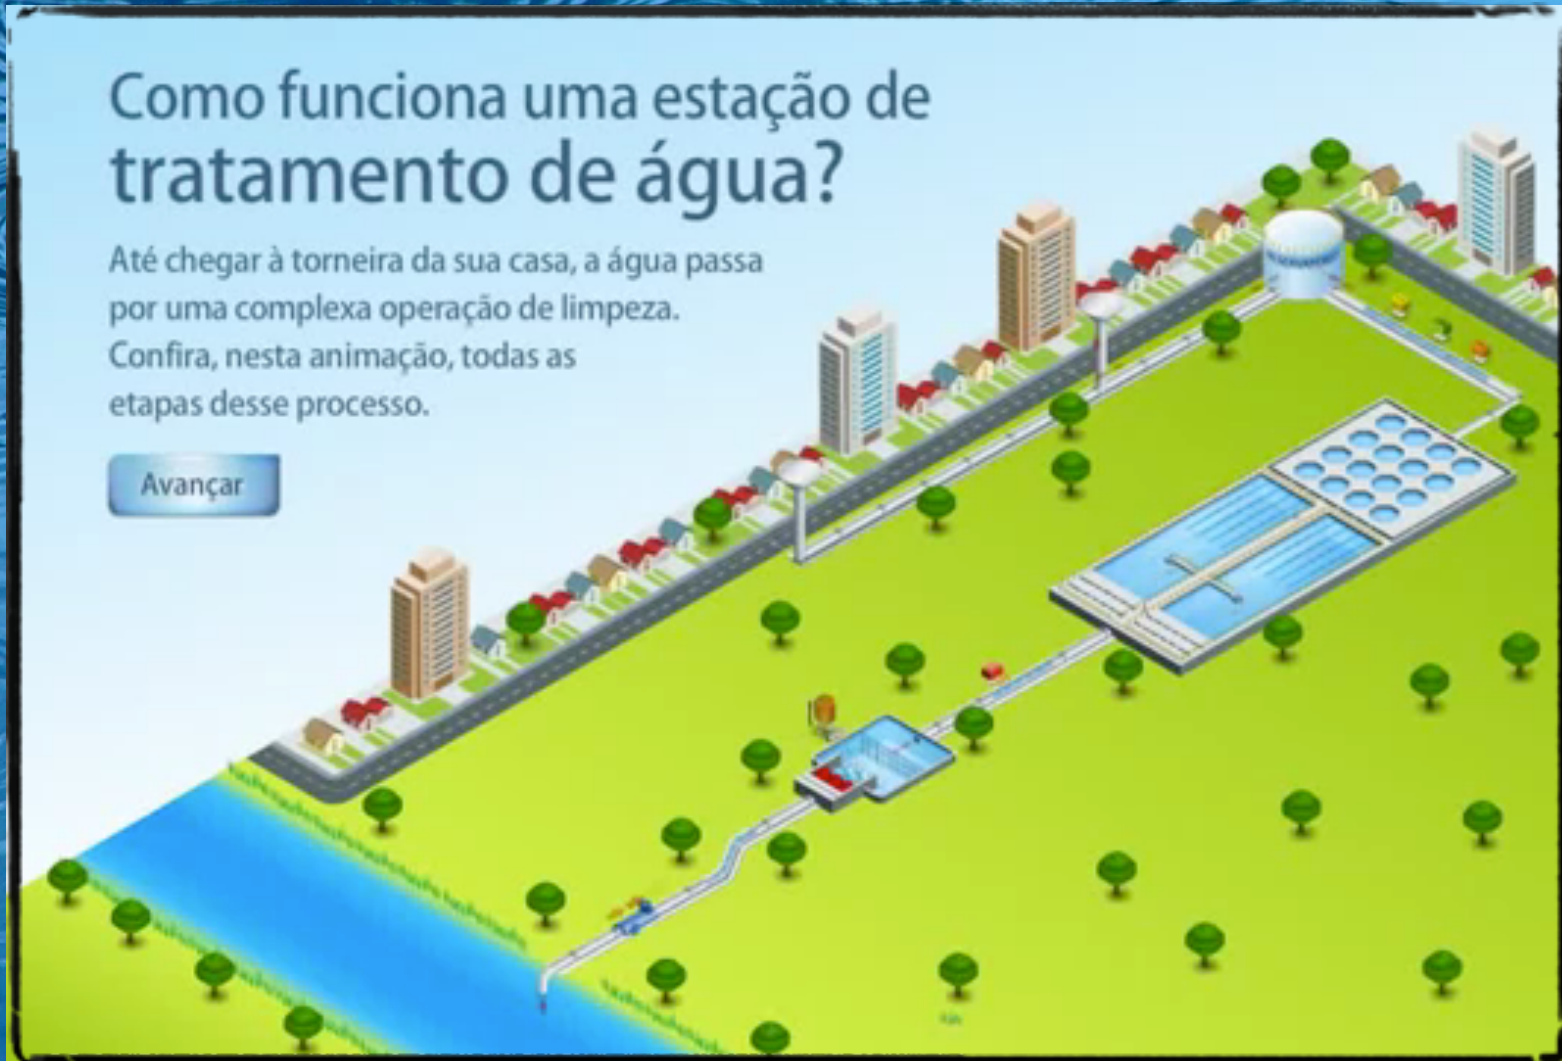 Como funciona uma estação de
tratamento de água?
Até chegar à torneira da sua casa, a água passa
por uma complexa operação de limpeza.
Confira, nesta animação, todas as
etapas desse processo.
Avançar